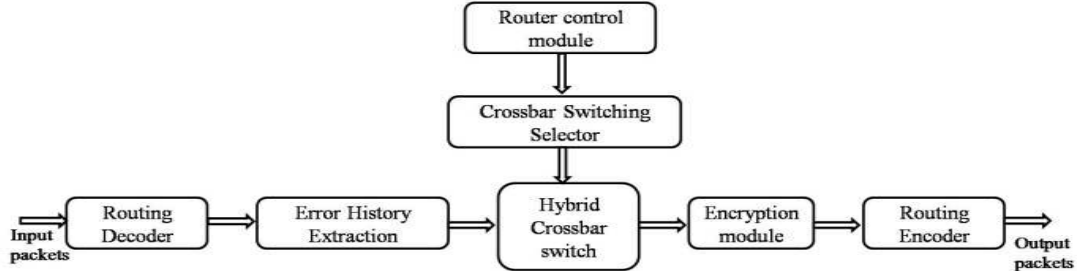 Router control
module
Crossbar Switching
Selector
Input
packets
Routing
Decoder
Error History
Extraction
Hybrid
Crossbar
switch
Encryption
module
Routing
Encoder
Output
packets